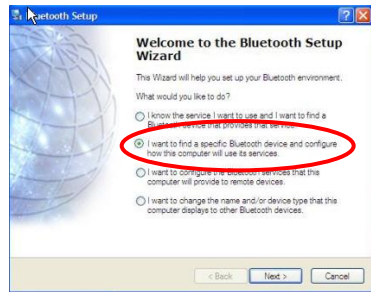 Bluetooth Setup
Welcome to the Bluetooth Setup
Wizard
This Wizard will help you set up your Bluetooth environment.
What would you like to do?
I know the service I want to use and I want to find a
Bluetooth device that provides that service.
I want to find a specific Bluetooth device and configure
how this computer will use its services.
I want to configure the Bluetooth services that this
computer will provide to remote devices.
I want to change the name and/or device type that this
computer displays to other Bluetooth devices.
< Back Next > Cancel